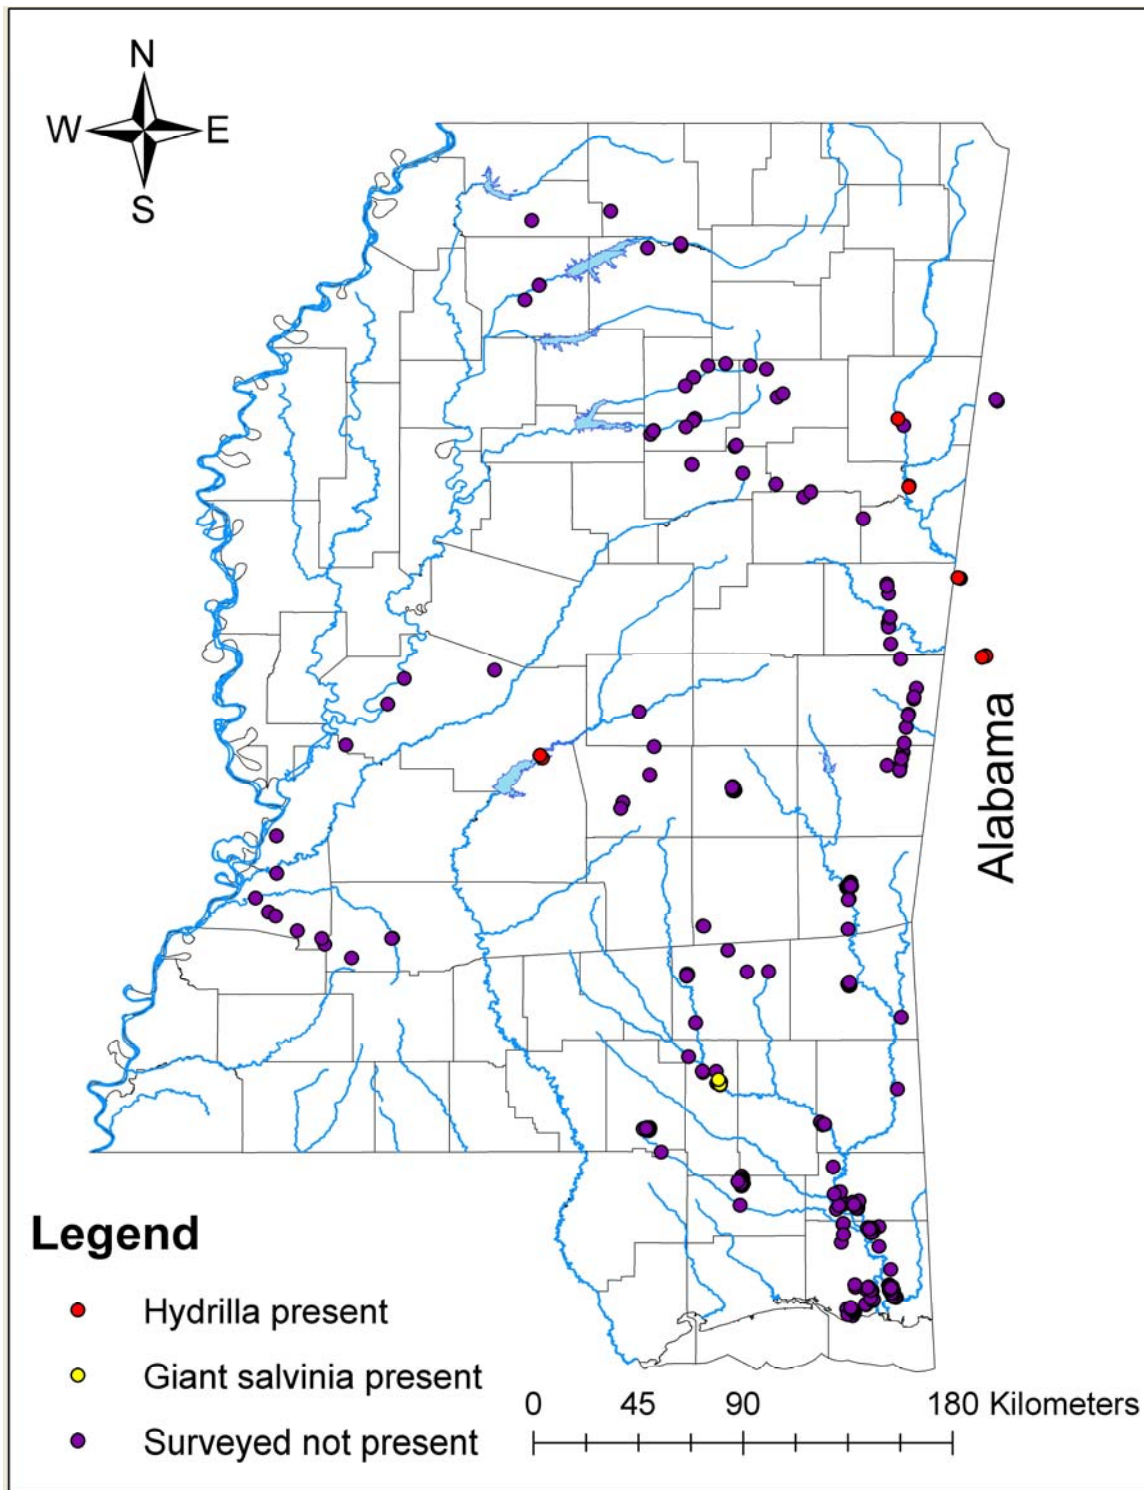 N
W E
S
Alabama
Legend
Hydrilla present
Giant salvinia present
Surveyed not present
0 45 90 180 Kilometers